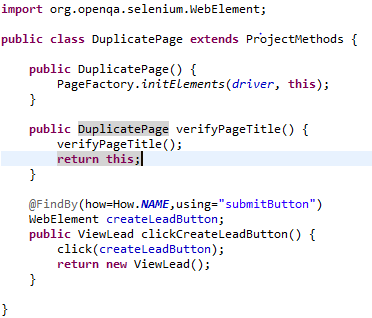 import org.openqa.selenium.WebElement;
public class DuplicatePage extends ProjectMethods {
public DuplicatePage() {
PageFactory.initElements(driver, this);
}
public DuplicatePage verifyPageTitle() {
verifyPageTitle();
return this;
}
@FindBy(how=How.NAME,using="submitButton")
WebElement createLeadButton;
public ViewLead clickCreateLeadButton() {
click(createLeadButton);
return new ViewLead();
}
}